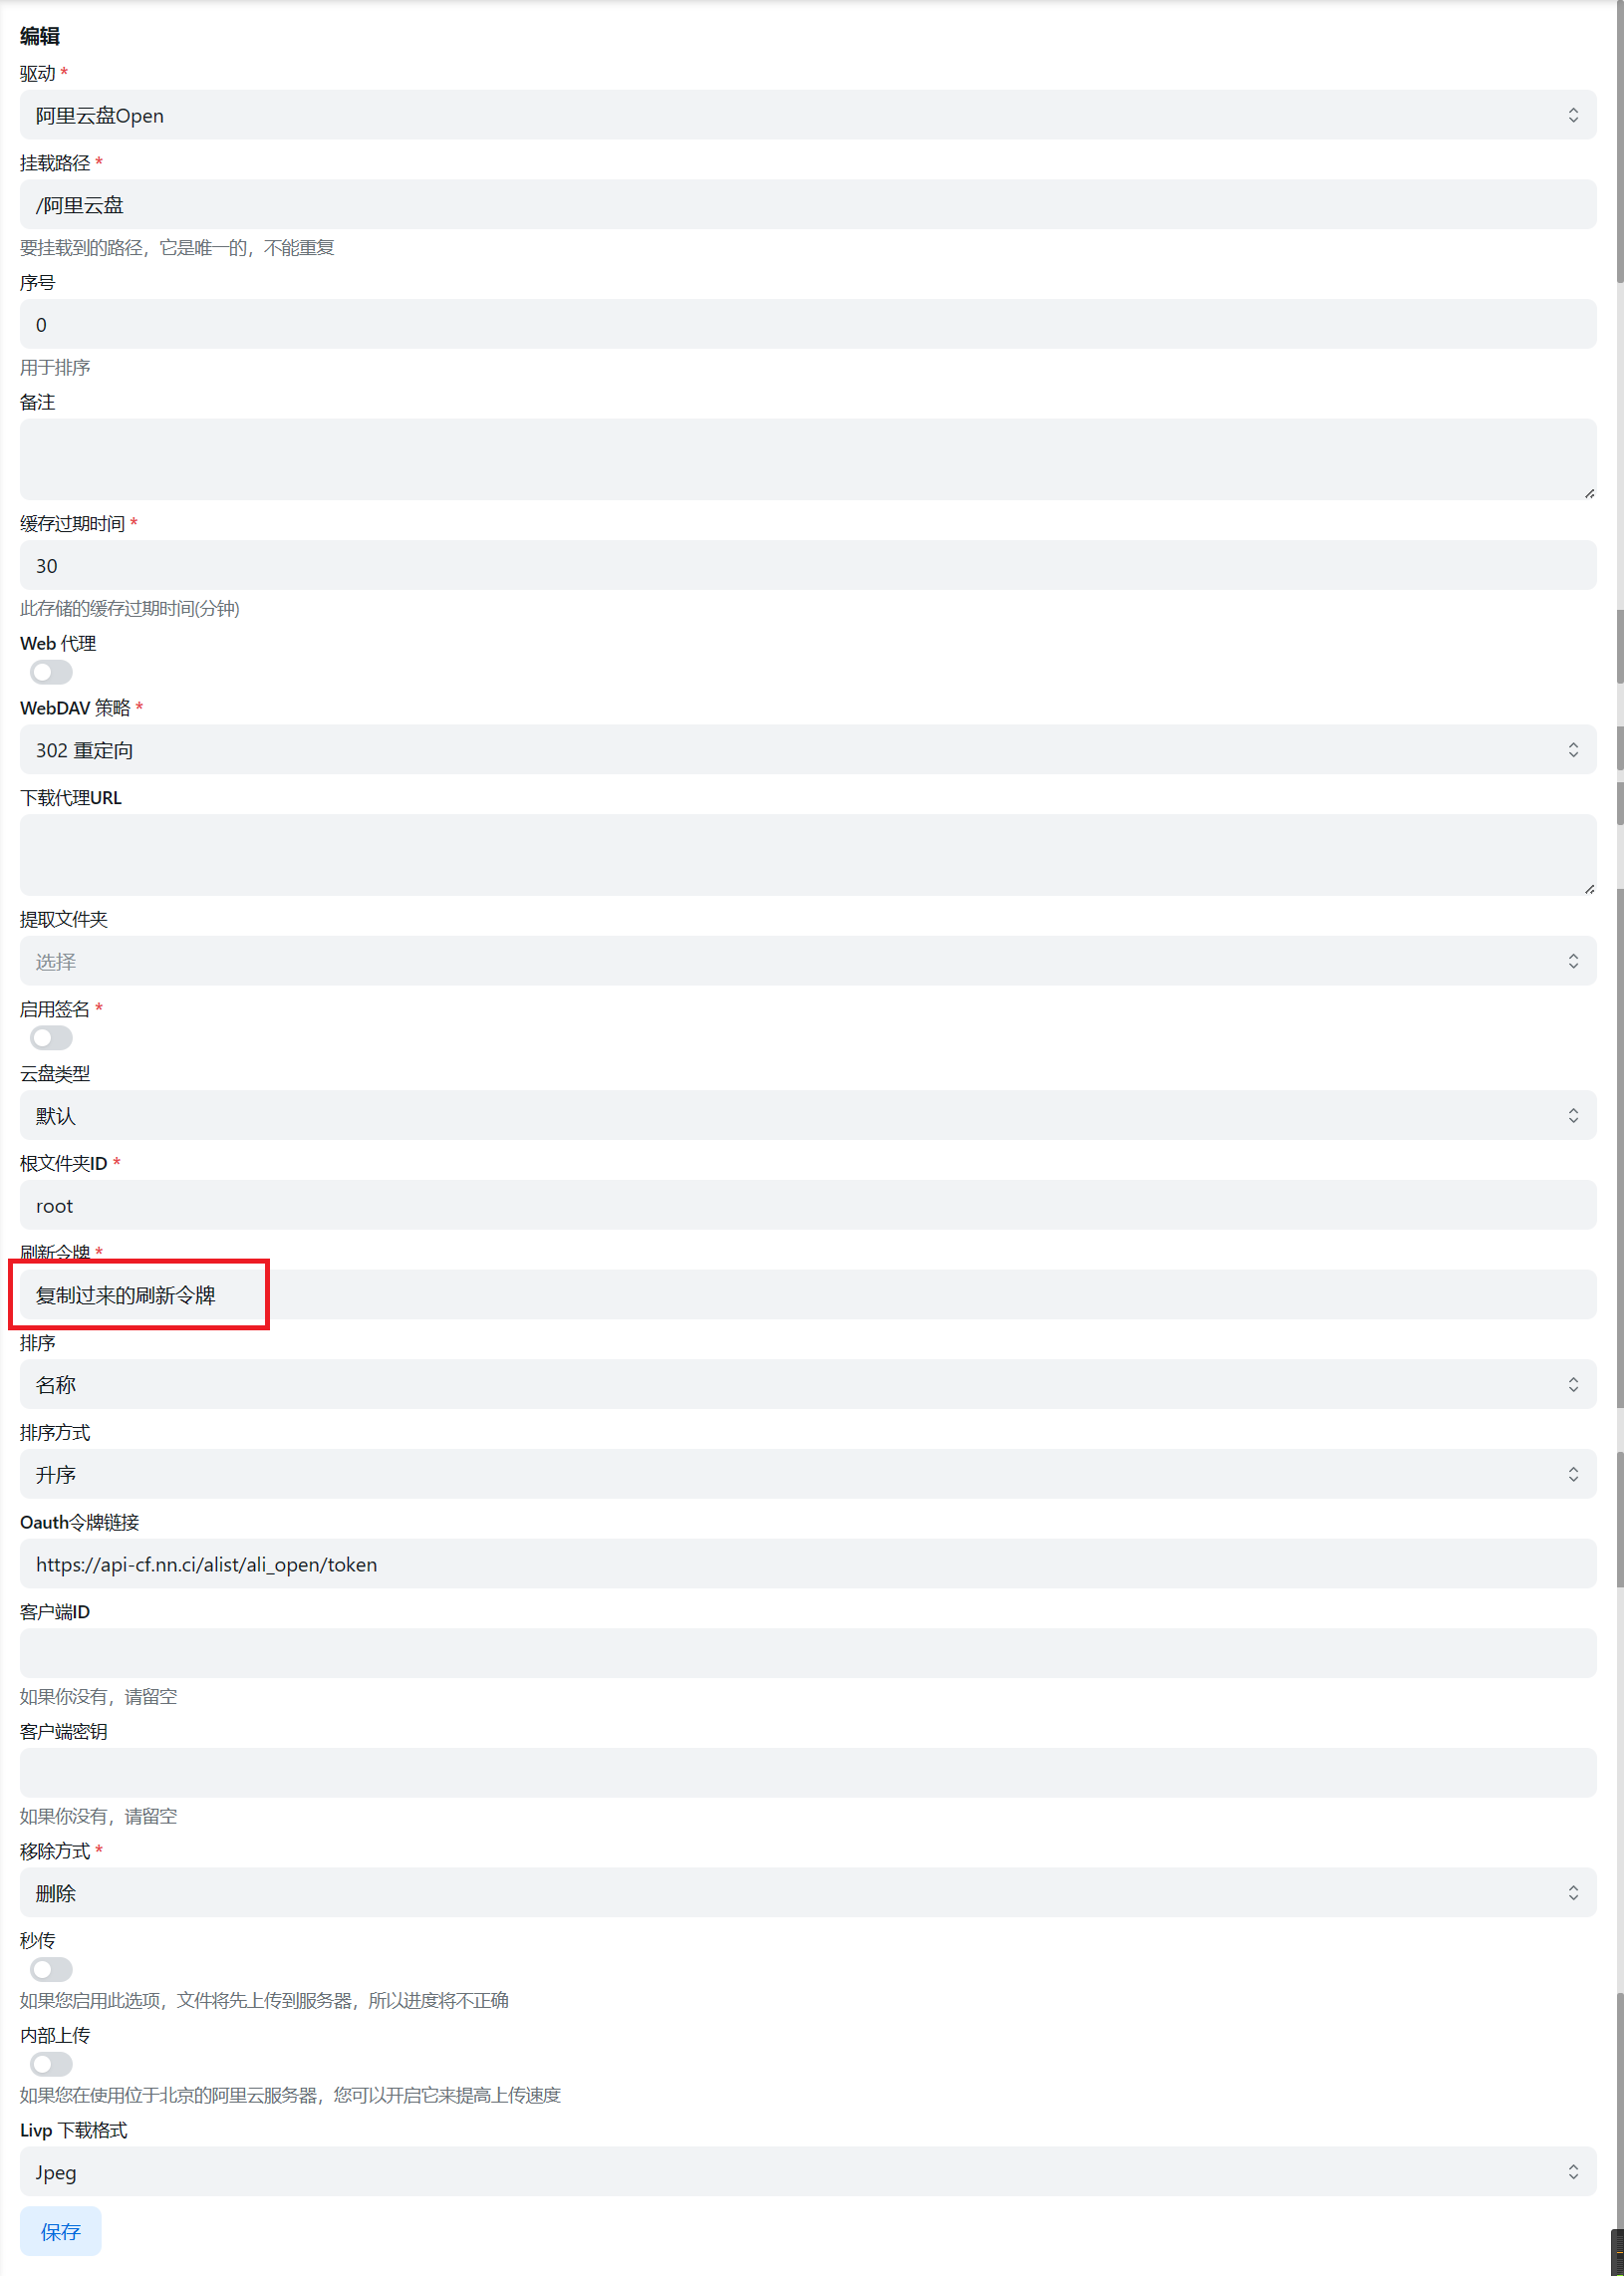 编辑
驱动 *
阿里云盘Open
挂载路径 *
/阿里云盘
要挂载到的路径，它是唯一的，不能重复
序号
0
用于排序
备注
缓存过期时间 *
30
此存储的缓存过期时间(分钟)
Web 代理
WebDAV 策略 *
302 重定向
下载代理URL
提取文件夹
选择
启用签名 *
云盘类型
默认
根文件夹ID *
root
刷新令牌 *
复制过来的刷新令牌
排序
名称
排序方式
升序
Oauth令牌链接
https://api-cf.nn.ci/alist/ali_open/token
客户端ID
如果你没有，请留空
客户端密钥
如果你没有，请留空
移除方式 *
删除
秒传
如果您启用此选项，文件将先上传到服务器，所以进度将不正确
内部上传
如果您在使用位于北京的阿里云服务器，您可以开启它来提高上传速度
Livp 下载格式
Jpeg
保存